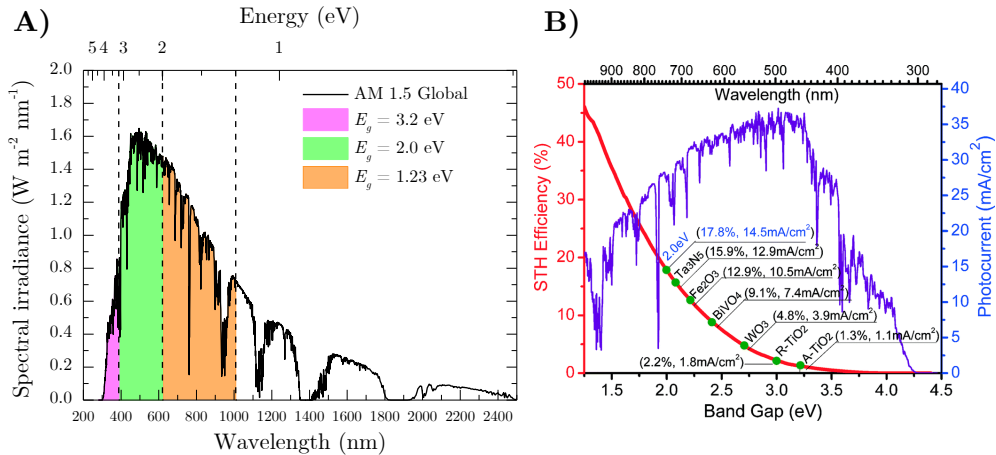 A)
Energy (eV)
5 4 3 2 1
2.0
1.8
1.6
1.4
1.2
1.0
0.8
0.6
0.4
0.2
0.0
Spectral irradiance (W m-2 nm-1)
AM 1.5 Global
Eg = 3.2 eV
Eg = 2.0 eV
Eg = 1.23 eV
200 400 600 800 1000 1200 1400 1600 1800 2000 2200 2400
Wavelength (nm)
B)
900 800 700 600 500 400 300
Wavelength (nm)
50
40
30
20
10
0
STH Efficiency (%)
40
35
30
25
20
15
10
5
0
Photocurrent (mA/cm2)
2.0eV (17.8%, 14.5mA/cm2)
Ta3N5 (15.9%, 12.9mA/cm2)
Fe2O3 (12.9%, 10.5mA/cm2)
BiVO4 (9.1%, 7.4mA/cm2)
WO3 (4.8%, 3.9mA/cm2)
R-TiO2 (2.2%, 1.8mA/cm2)
A-TiO2 (1.3%, 1.1mA/cm2)
1.5 2.0 2.5 3.0 3.5 4.0 4.5
Band Gap (eV)